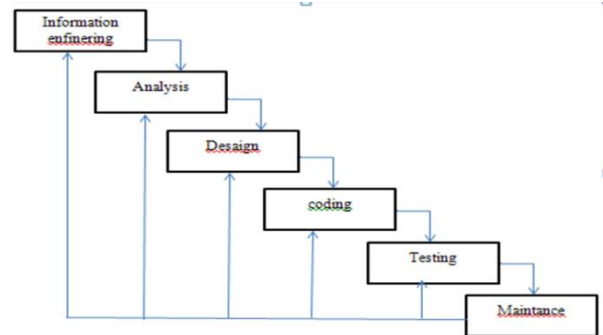 Information
enfinering
Analysis
Desaign
coding
Testing
Maintance